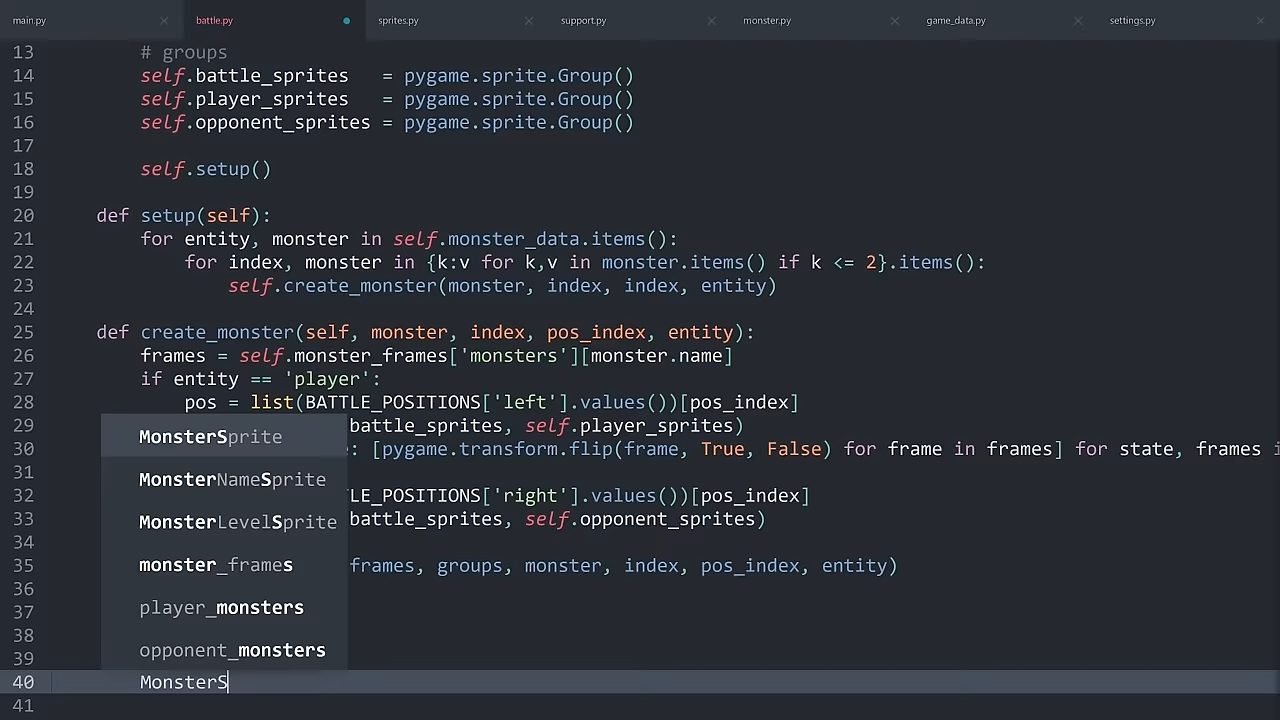 main.py battle.py sprites.py support.py monster.py game_data.py settings.py
13 # groups
14 self.battle_sprites = pygame.sprite.Group()
15 self.player_sprites = pygame.sprite.Group()
16 self.opponent_sprites = pygame.sprite.Group()
17
18 self.setup()
19
20 def setup(self):
21 for entity, monster in self.monster_data.items():
22 for index, monster in {k:v for k,v in monster.items() if k <= 2}.items():
23 self.create_monster(monster, index, index, entity)
24
25 def create_monster(self, monster, index, pos_index, entity):
26 frames = self.monster_frames['monsters'][monster.name]
27 if entity == 'player':
28 pos = list(BATTLE_POSITIONS['left'].values())[pos_index]
29 battle_sprites, self.player_sprites)
30 : [pygame.transform.flip(frame, True, False) for frame in frames] for state, frames i
31
32 TLE_POSITIONS['right'].values())[pos_index]
33 battle_sprites, self.opponent_sprites)
34
35 frames, groups, monster, index, pos_index, entity)
36
37
38
39
40 MonsterS
41
MonsterSprite
MonsterNameSprite
MonsterLevelSprite
monster_frames
player_monsters
opponent_monsters